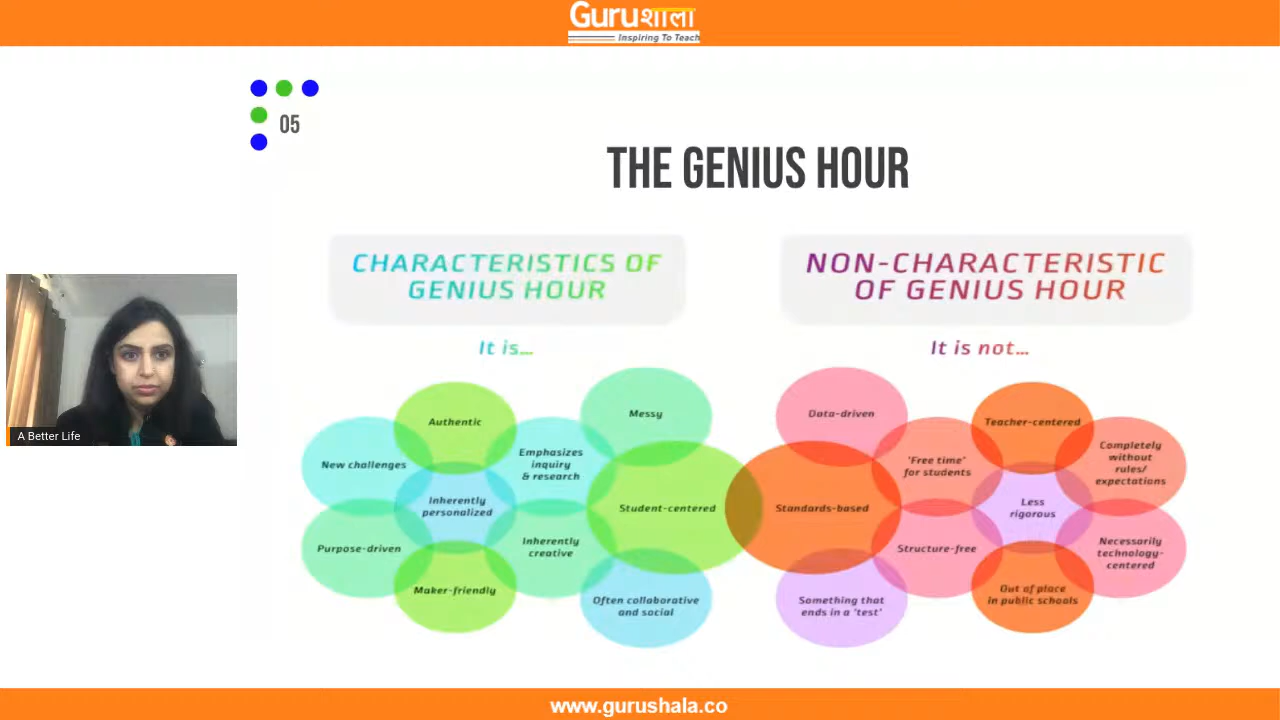 Guruशाला
Inspiring To Teach
05
THE GENIUS HOUR
CHARACTERISTICS OF
GENIUS HOUR
It is...
Authentic
Messy
New challenges
Emphasizes
inquiry
& research
Inherently
personalized
Student-centered
Purpose-driven
Inherently
creative
Maker-friendly
Often collaborative
and social
NON-CHARACTERISTIC
OF GENIUS HOUR
It is not...
Data-driven
Teacher-centered
'Free time'
for students
Completely
without
rules/
expectations
Standards-based
Less
rigorous
Structure-free
Necessarily
technology-
centered
Something that
ends in a 'test'
Out of place
in public schools
A Better Life
www.gurushala.co